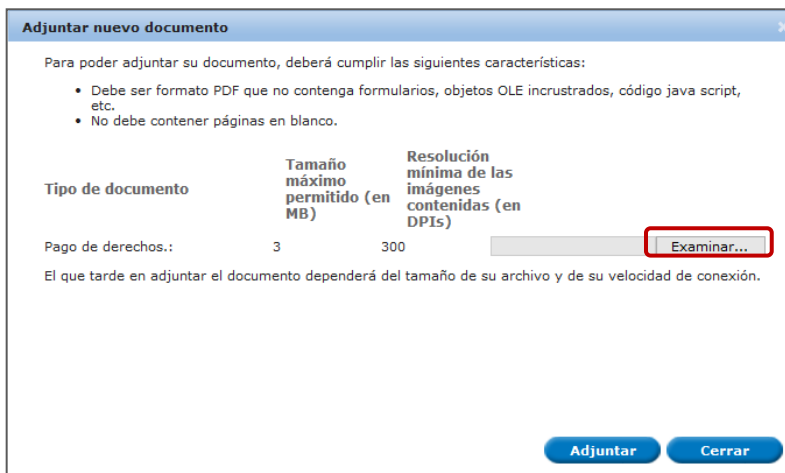 Adjuntar nuevo documento
Para poder adjuntar su documento, deberá cumplir las siguientes características:
• Debe ser formato PDF que no contenga formularios, objetos OLE incrustrados, código java script,
etc.
• No debe contener páginas en blanco.
Tipo de documento
Tamaño
máximo
permitido (en
MB)
Resolución
mínima de las
imágenes
contenidas (en
DPIs)
Pago de derechos.: 3 300 Examinar...
El que tarde en adjuntar el documento dependerá del tamaño de su archivo y de su velocidad de conexión.
Adjuntar Cerrar